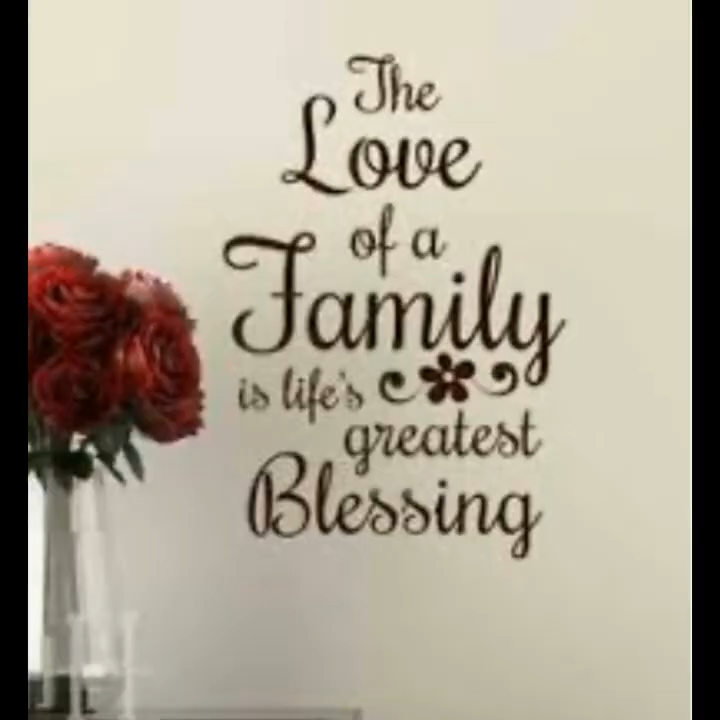 The
Love
of a
Family
is life's
greatest
Blessing